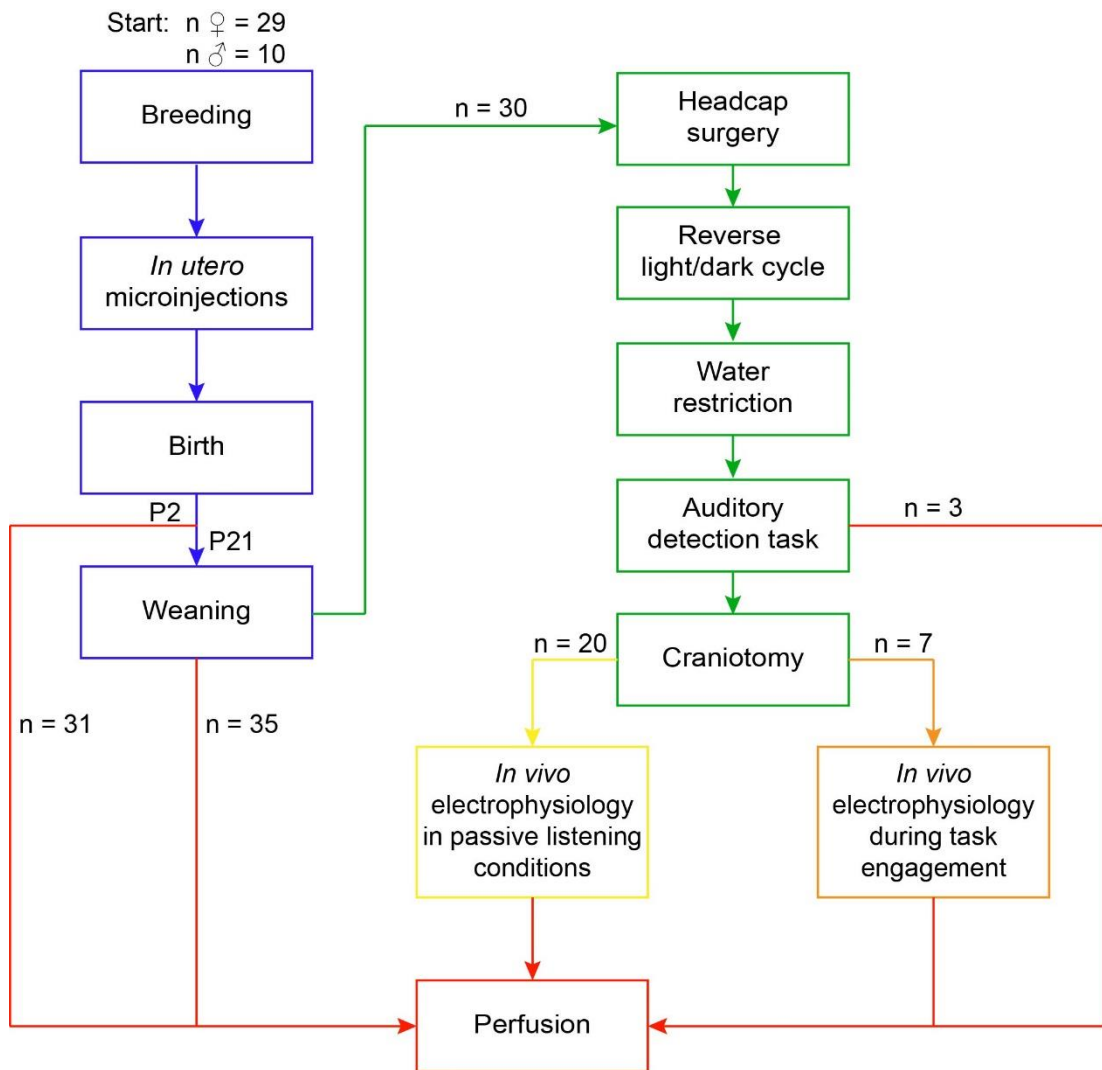 Start: n ♀ = 29
n ♂ = 10
Breeding
In utero
microinjections
Birth
P2
P21
Weaning
n = 31
n = 35
n = 30
Headcap
surgery
Reverse
light/dark cycle
Water
restriction
Auditory
detection task
n = 3
Craniotomy
n = 20
n = 7
In vivo
electrophysiology
in passive listening
conditions
In vivo
electrophysiology
during task
engagement
Perfusion